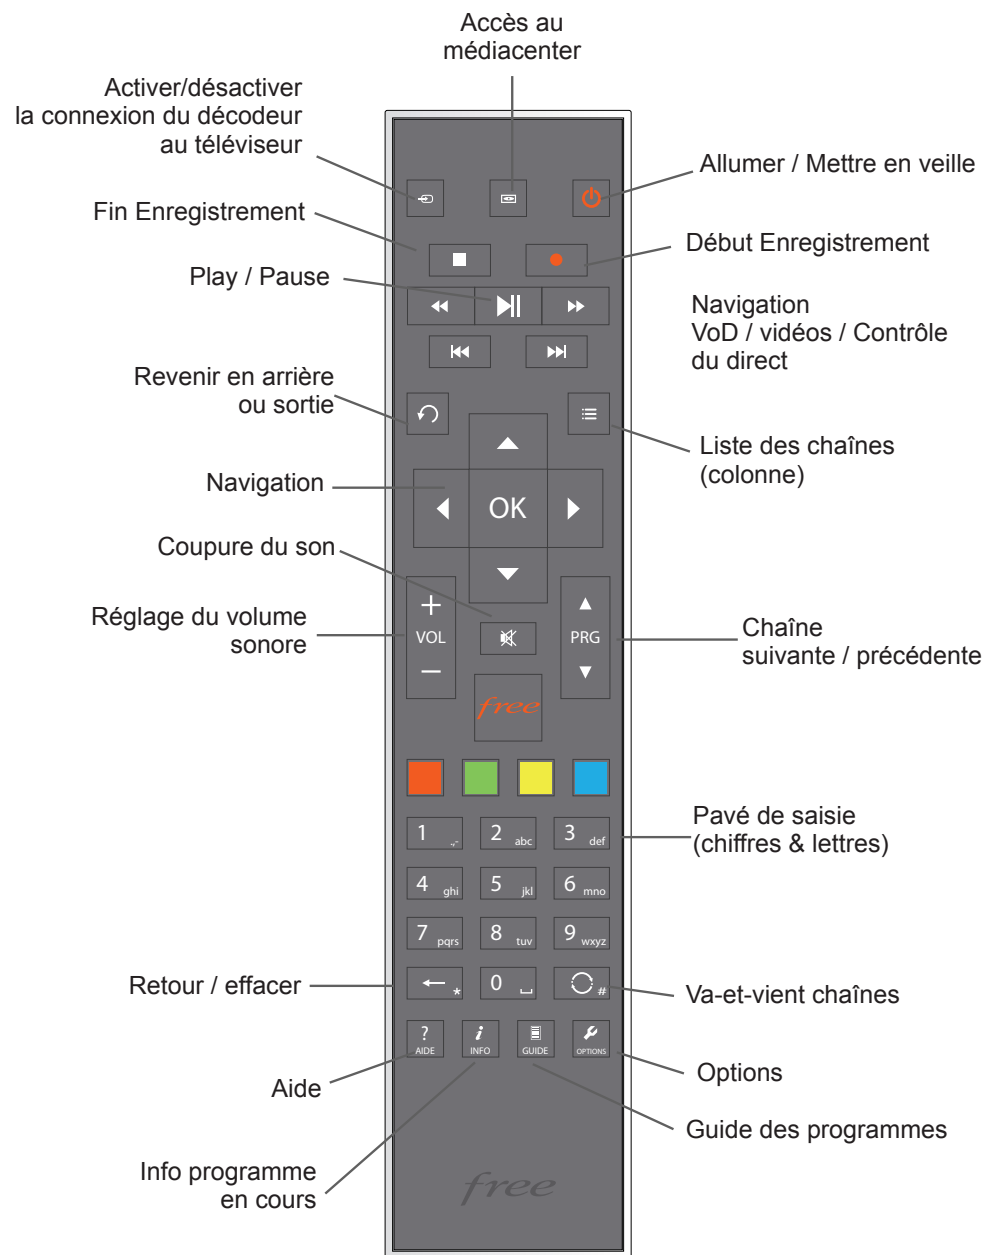 Accès au
médiacenter
Activer/désactiver
la connexion du décodeur
au téléviseur
Allumer / Mettre en veille
Fin Enregistrement
Début Enregistrement
Play / Pause
Navigation
VoD / vidéos / Contrôle
du direct
Revenir en arrière
ou sortie
Liste des chaînes
(colonne)
Navigation
OK
Coupure du son
Réglage du volume
sonore
+
VOL
−
PRG
Chaîne
suivante / précédente
free
Pavé de saisie
(chiffres & lettres)
1 .,-
2 abc
3 def
4 ghi
5 jkl
6 mno
7 pqrs
8 tuv
9 wxyz
Retour / effacer
*
0
#
Va-et-vient chaînes
?
AIDE
i
INFO
GUIDE
OPTIONS
Aide
Options
Guide des programmes
Info programme
en cours
free